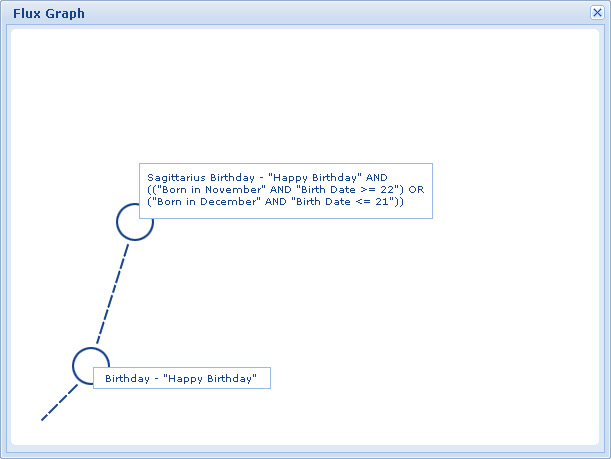 Flux Graph
Sagittarius Birthday - "Happy Birthday" AND
(("Born in November" AND "Birth Date >= 22") OR
("Born in December" AND "Birth Date <= 21"))
Birthday - "Happy Birthday"